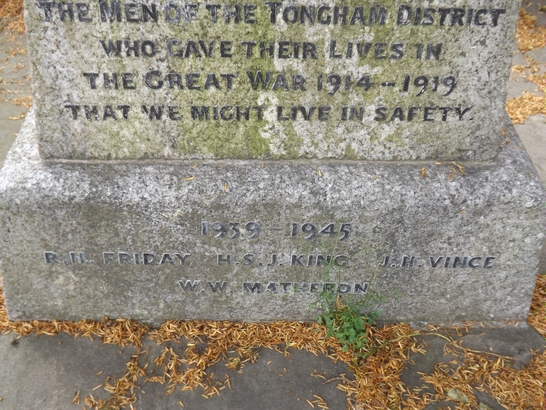 THE MEN OF THE TONGHAM DISTRICT
WHO GAVE THEIR LIVES IN
THE GREAT WAR 1914 - 1919
THAT WE MIGHT LIVE IN SAFETY.
1939 - 1945
R.H. FRIDAY H.S.J. KING J.H. VINCE
W.W. MATHERON